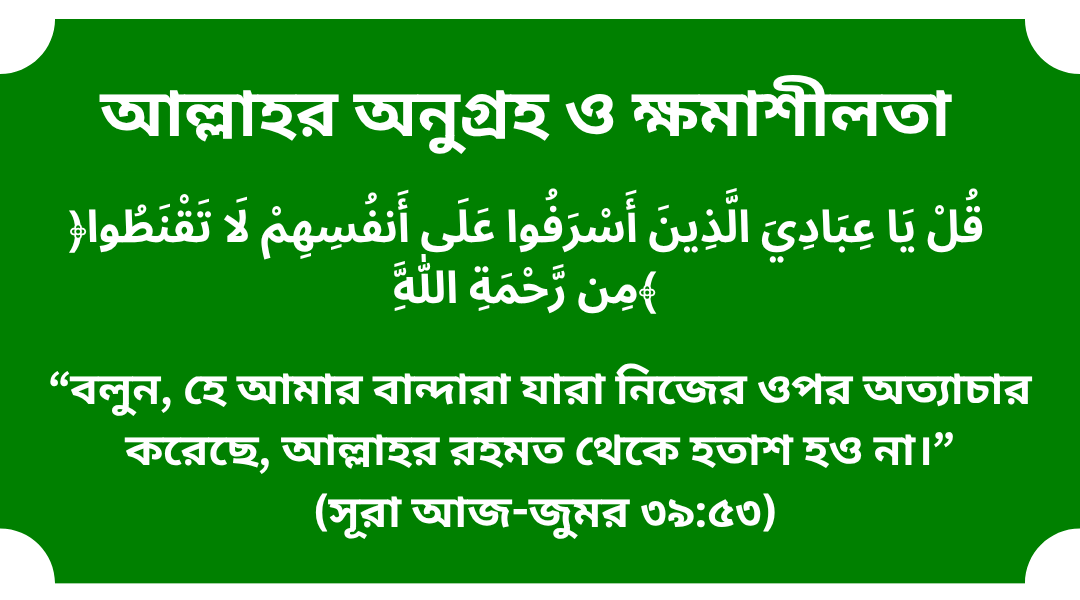 আল্লাহর অনুগ্রহ ও ক্ষমাশীলতা
قُلْ يَا عِبَادِيَ الَّذِينَ أَسْرَفُوا عَلَى أَنفُسِهِمْ لَا تَقْنَطُوا﴿
﴾مِن رَّحْمَةِ اللَّهَِّ
“বলুন, হে আমার বান্দারা যারা নিজের ওপর অত্যাচার
করেছে, আল্লাহর রহমত থেকে হতাশ হও না।”
(সূরা আজ-জুমর ৩৯:৫৩)